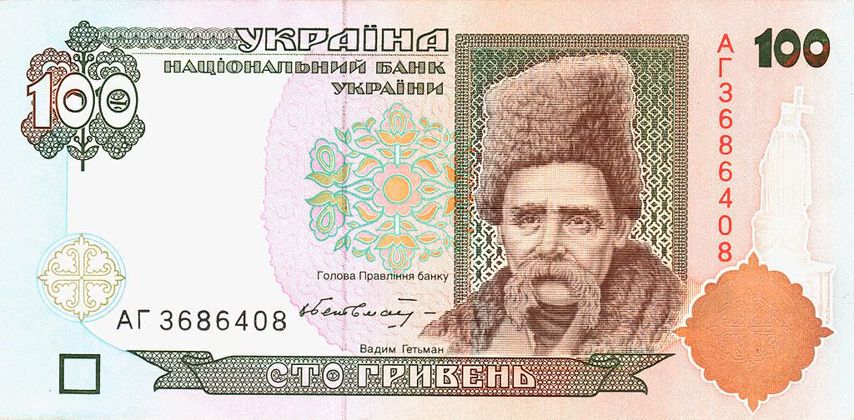 УКРАЇНА
НАЦІОНАЛЬНИЙ БАНК
УКРАЇНИ
100
100
АГ3686408
Голова Правління банку
АГ 3686408
Вадим Гетьман
СТО ГРИВЕНЬ